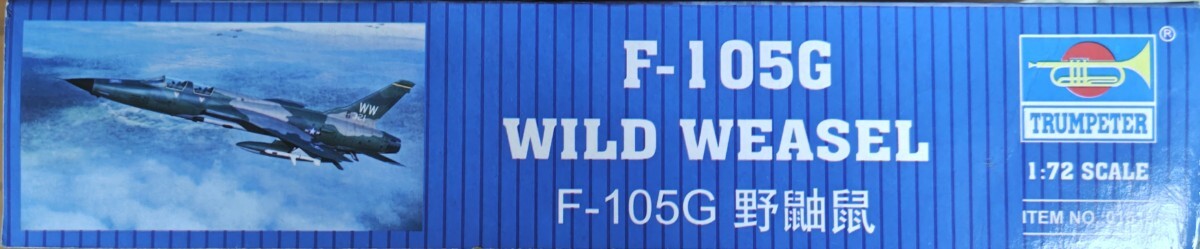 WW
F-105G
WILD WEASEL
F-105G 野鼬鼠
®
TRUMPETER
1:72 SCALE
ITEM NO.